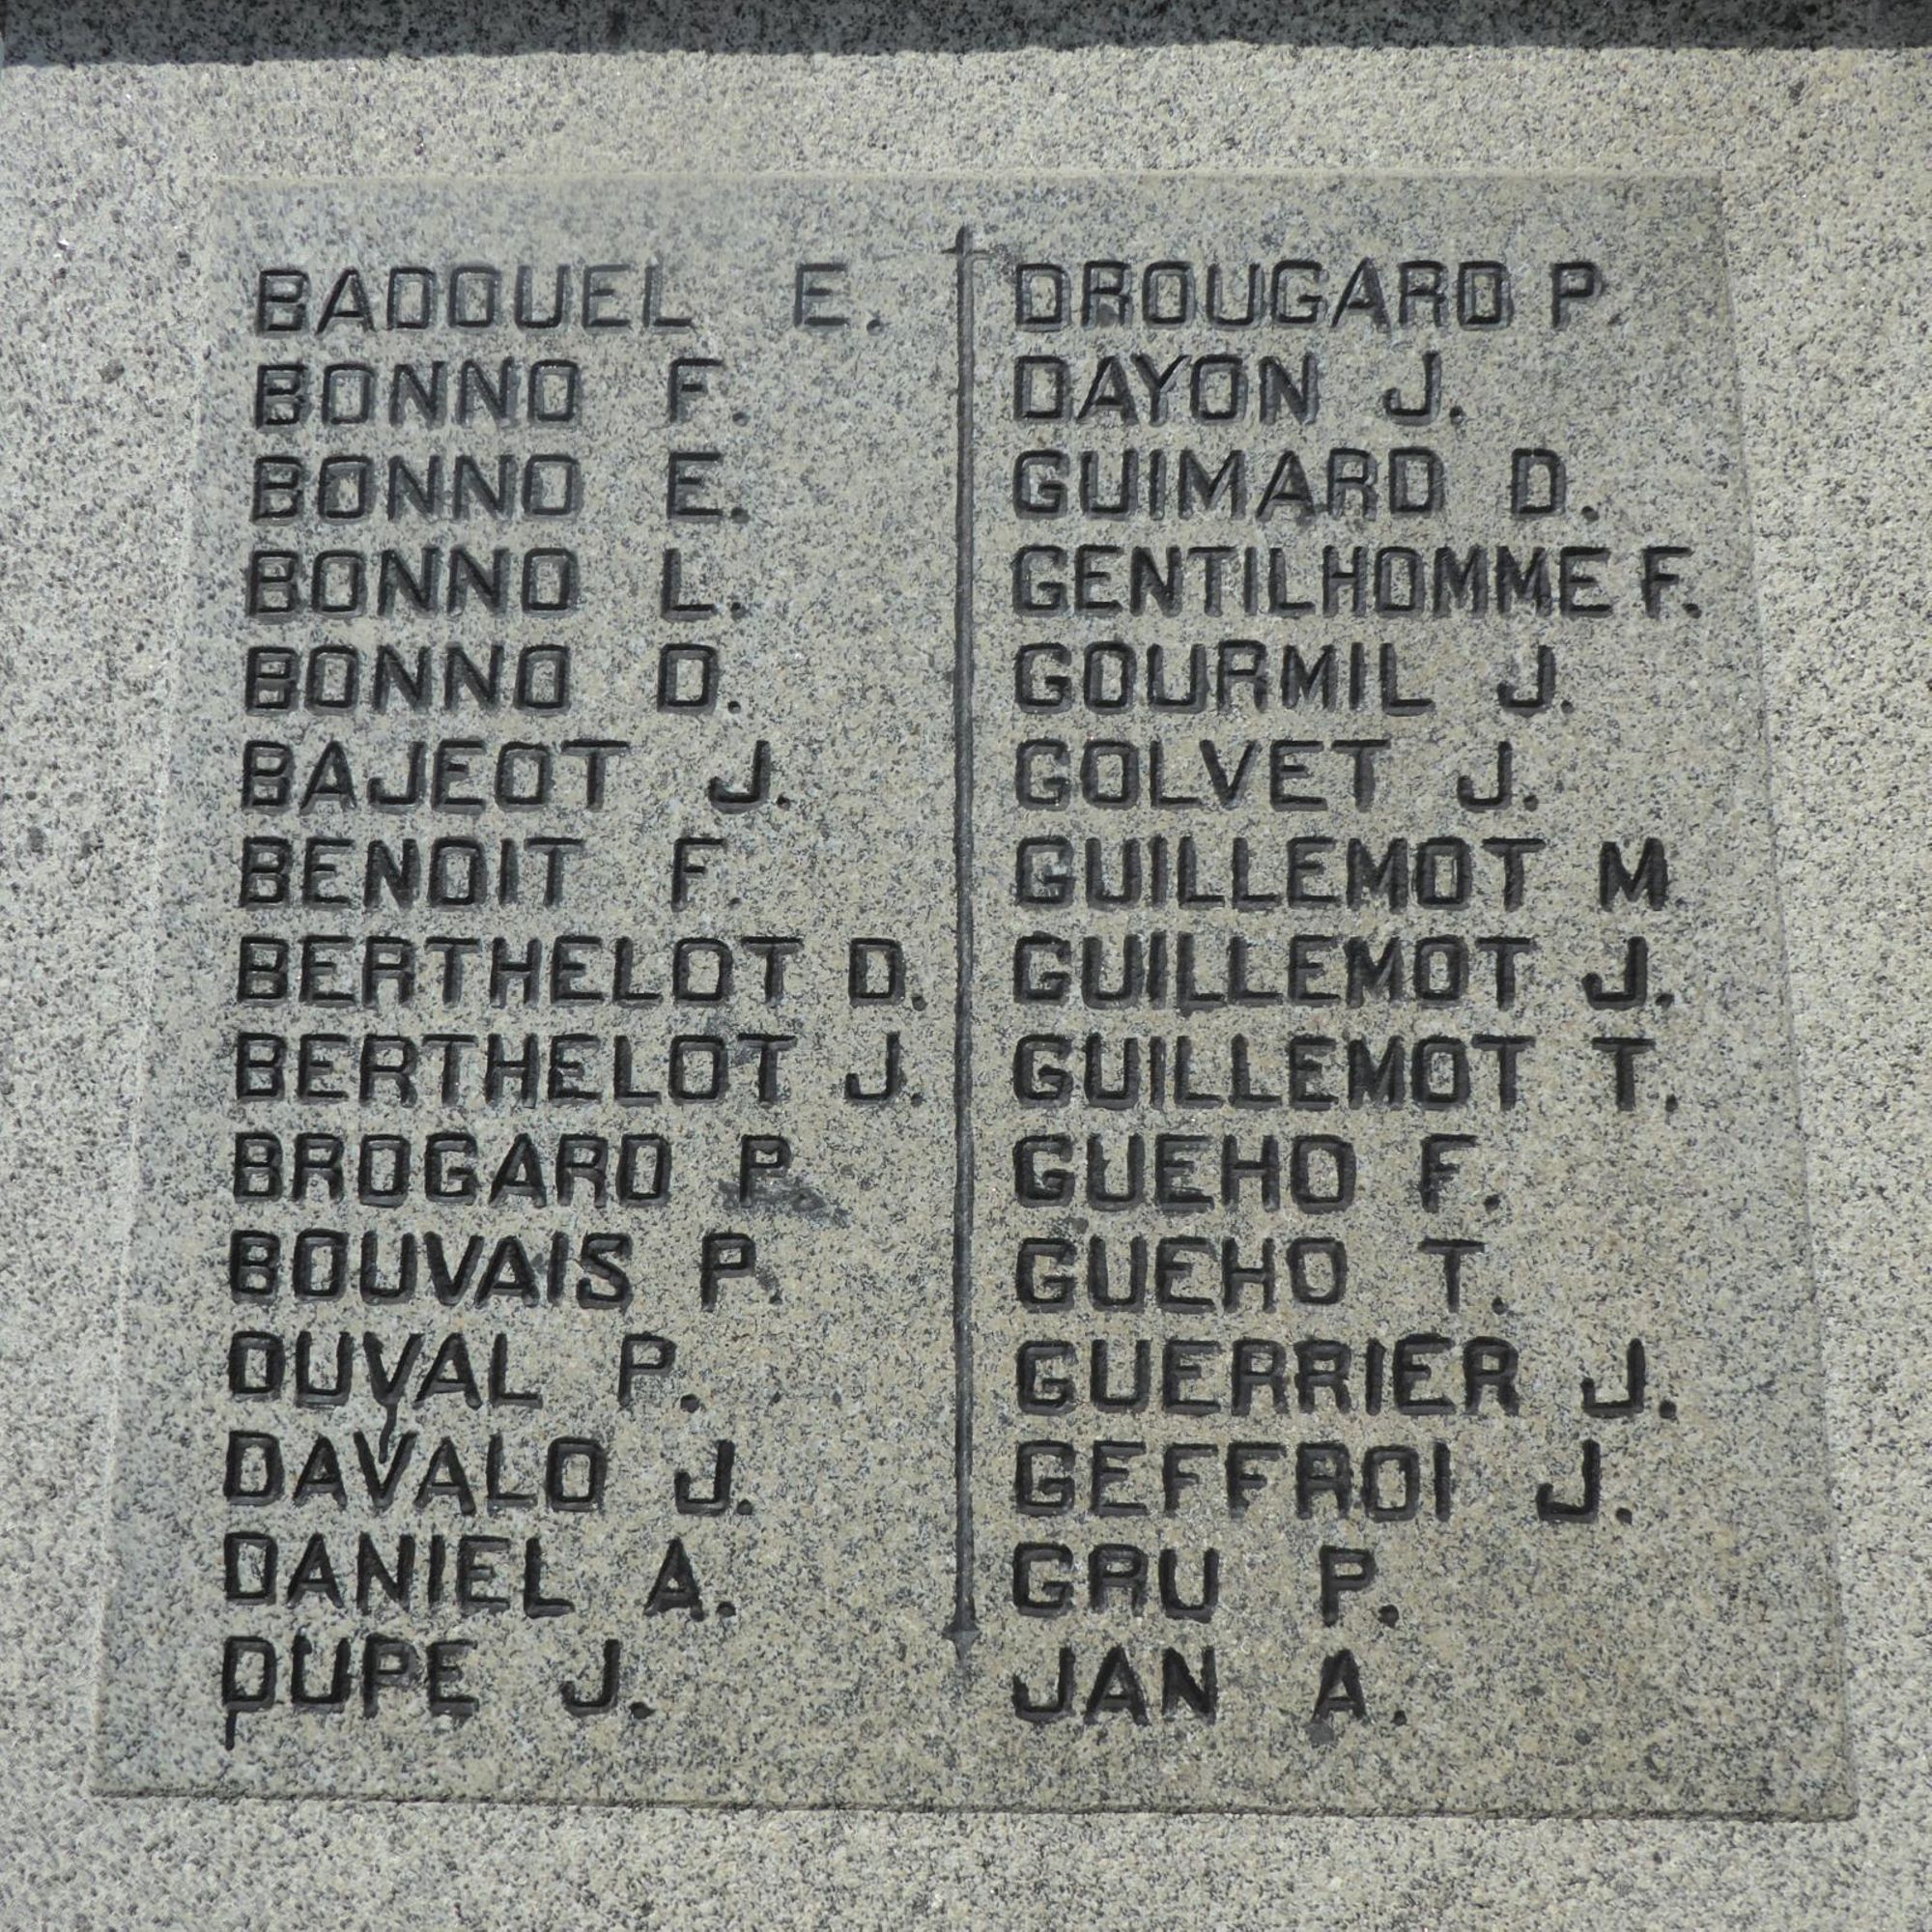 BADOUEL E.
BONNO F.
BONNO E.
BONNO L.
BONNO D.
BAJEOT J.
BENOIT F.
BERTHELOT D.
BERTHELOT J.
BROGARD P.
BOUVAIS P.
DUVAL P.
DAVALO J.
DANIEL A.
DUPE J.
DROUGARD P.
DAYON J.
GUIMARD D.
GENTILHOMME F.
GOURMIL J.
GOLVET J.
GUILLEMOT M
GUILLEMOT J.
GUILLEMOT T.
GUEHO F.
GUEHO T.
GUERRIER J.
GEFFROI J.
GRU P.
JAN A.